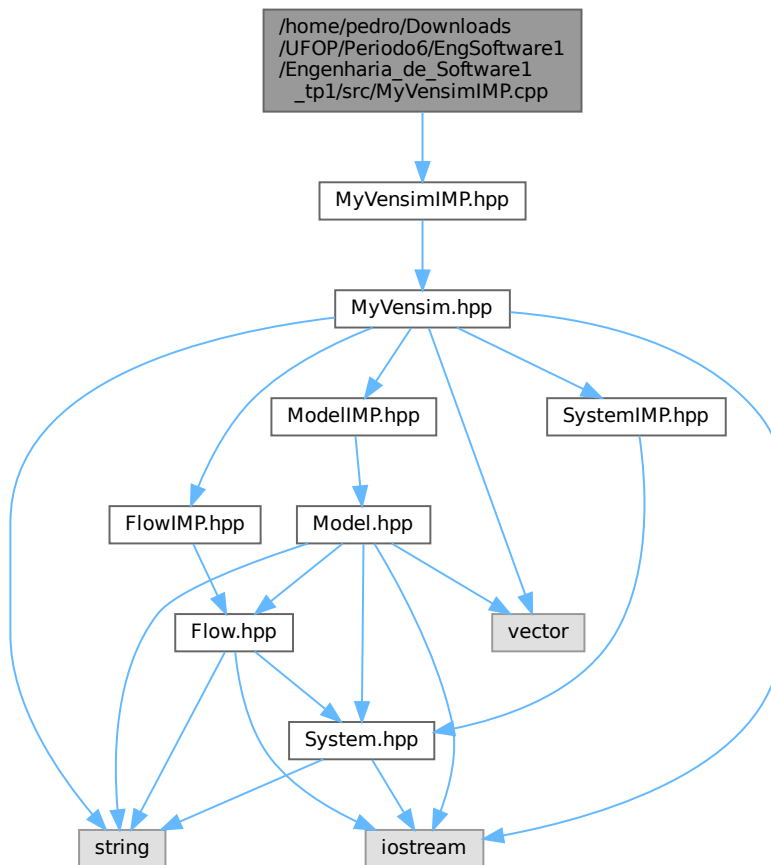 /home/pedro/Downloads
/UFOP/Periodo6/EngSoftware1
/Engenharia_de_Software1
_tp1/src/MyVensimIMP.cpp
MyVensimIMP.hpp
MyVensim.hpp
ModelIMP.hpp
SystemIMP.hpp
FlowIMP.hpp
Model.hpp
Flow.hpp
vector
System.hpp
string
iostream